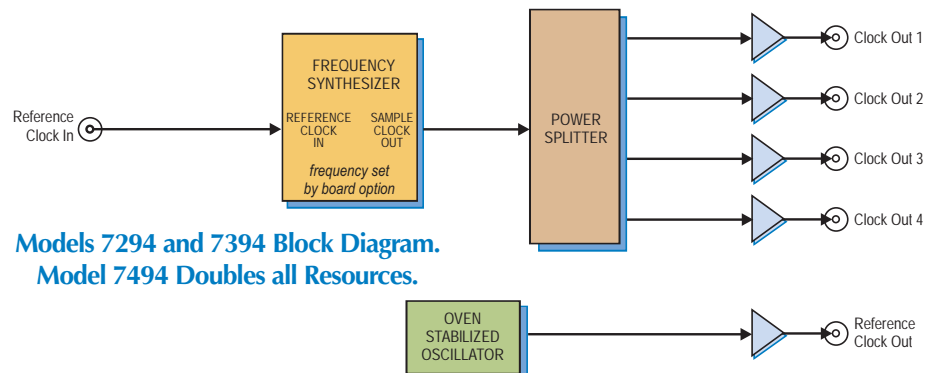 FREQUENCY
SYNTHESIZER
Reference
Clock In
REFERENCE
CLOCK
IN
SAMPLE
CLOCK
OUT
frequency set
by board option
POWER
SPLITTER
Clock Out 1
Clock Out 2
Clock Out 3
Clock Out 4
Models 7294 and 7394 Block Diagram.
Model 7494 Doubles all Resources.
OVEN
STABILIZED
OSCILLATOR
Reference
Clock Out